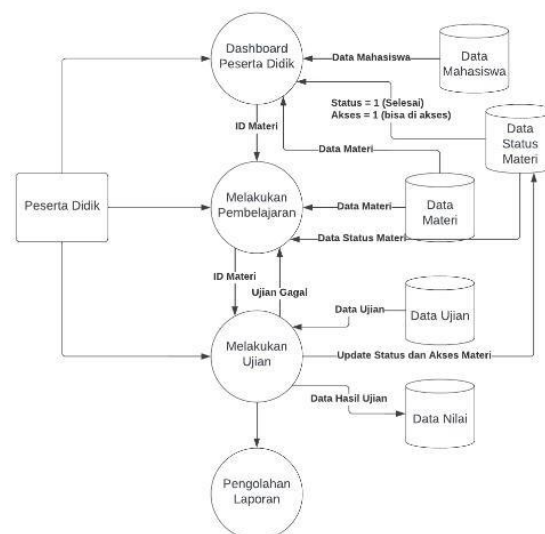 Dashboard
Peserta Didik
Data Mahasiswa
Data
Mahasiswa
Status = 1 (Selesai)
Akses = 1 (bisa di akses)
Data
Status
Materi
ID Materi
Data Materi
Peserta Didik
Melakukan
Pembelajaran
Data Materi
Data
Materi
Data Status Materi
ID Materi
Ujian Gagal
Data Ujian
Data Ujian
Melakukan
Ujian
Update Status dan Akses Materi
Data Hasil Ujian
Data Nilai
Pengolahan
Laporan